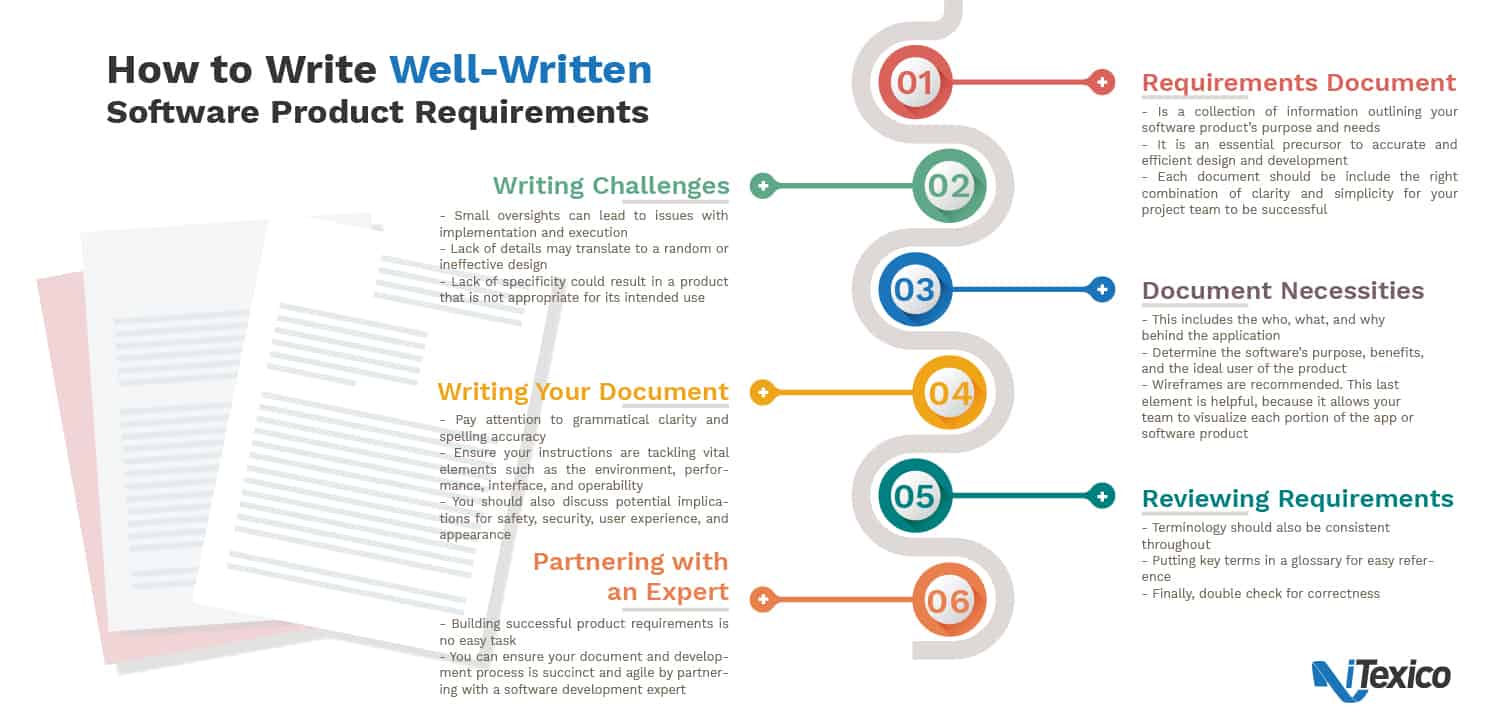 How to Write Well-Written
Software Product Requirements
01
Requirements Document
- Is a collection of information outlining your
software product's purpose and needs
- It is an essential precursor to accurate and
efficient design and development
- Each document should be include the right
combination of clarity and simplicity for your
project team to be successful
02
Writing Challenges
- Small oversights can lead to issues with
implementation and execution
- Lack of details may translate to a random or
ineffective design
- Lack of specificity could result in a product
that is not appropriate for its intended use
03
Document Necessities
- This includes the who, what, and why
behind the application
- Determine the software's purpose, benefits,
and the ideal user of the product
- Wireframes are recommended. This last
element is helpful, because it allows your
team to visualize each portion of the app or
software product
04
Writing Your Document
- Pay attention to grammatical clarity and
spelling accuracy
- Ensure your instructions are tackling vital
elements such as the environment, perfor-
mance, interface, and operability
- You should also discuss potential implica-
tions for safety, security, user experience, and
appearance
05
Reviewing Requirements
- Terminology should also be consistent
throughout
- Putting key terms in a glossary for easy refer-
ence
- Finally, double check for correctness
06
Partnering with
an Expert
- Building successful product requirements is
no easy task
- You can ensure your document and develop-
ment process is succinct and agile by partner-
ing with a software development expert
iTexico